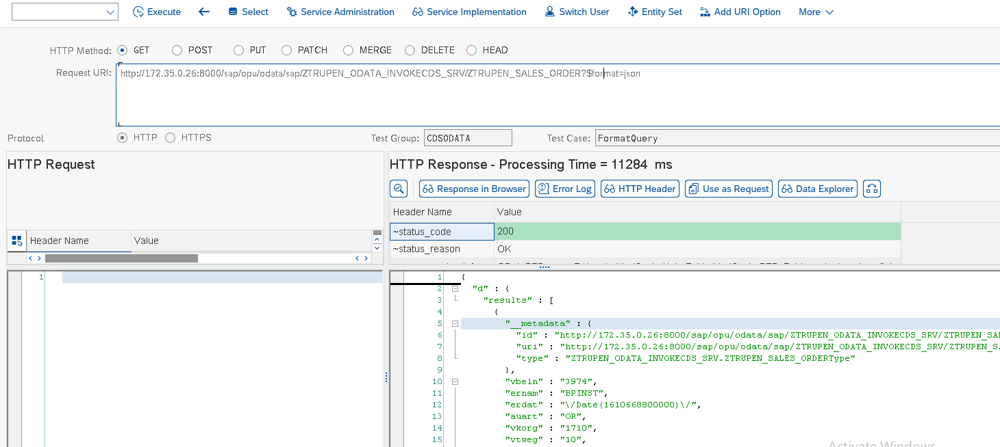 Execute Select Service Administration Service Implementation Switch User Entity Set Add URI Option More
HTTP Method: GET POST PUT PATCH MERGE DELETE HEAD
Request URI: http://172.35.0.26:8000/sap/opu/odata/sap/ZTRUPEN_ODATA_INVOKECDS_SRV/ZTRUPEN_SALES_ORDER?$format=json
Protocol HTTP HTTPS Test Group: CDSODATA Test Case: FormatQuery
HTTP Request
HTTP Response - Processing Time = 11284 ms
Response in Browser Error Log HTTP Header Use as Request Data Explorer
Header Name Value
~status_code 200
~status_reason OK
Header Name Value
1
1 {
2 "d" : {
3 "results" : [
4 {
5 "__metadata" : {
6 "id" : "http://172.35.0.26:8000/sap/opu/odata/sap/ZTRUPEN_ODATA_INVOKECDS_SRV/ZTRUPEN_SAL
7 "uri" : "http://172.35.0.26:8000/sap/opu/odata/sap/ZTRUPEN_ODATA_INVOKECDS_SRV/ZTRUPEN_SA
8 "type" : "ZTRUPEN_ODATA_INVOKECDS_SRV.ZTRUPEN_SALES_ORDERType"
9 },
10 "vbeln" : "3974",
11 "ernam" : "BPINST",
12 "erdat" : "\/Date(1610668800000)\/",
13 "auart" : "OR",
14 "vkorg" : "1710",
15 "vtweg" : "10",
Activate Windows